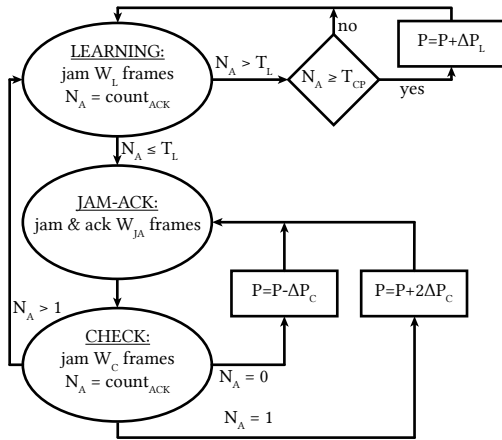 LEARNING:
jam W_L frames
N_A = count_ACK
N_A > T_L
no
N_A ≥ T_CP
yes
P=P+ΔP_L
N_A ≤ T_L
JAM-ACK:
jam & ack W_JA frames
P=P-ΔP_C
P=P+2ΔP_C
N_A > 1
CHECK:
jam W_C frames
N_A = count_ACK
N_A = 0
N_A = 1